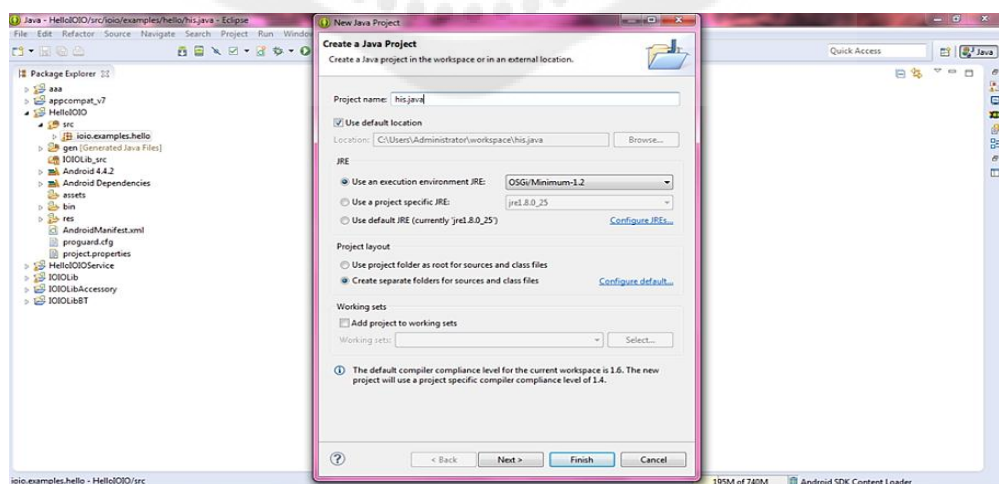 Java - HelloIOIO/src/ioio/examples/hello/his.java - Eclipse
File Edit Refactor Source Navigate Search Project Run Window
Quick Access
Java
Package Explorer
aaa
appcompat_v7
HelloIOIO
src
ioio.examples.hello
gen [Generated Java Files]
IOIOLib_src
Android 4.4.2
Android Dependencies
assets
bin
res
AndroidManifest.xml
proguard.cfg
project.properties
HelloIOIOService
IOIOLib
IOIOLibAccessory
IOIOLibBT
New Java Project
Create a Java Project
Create a Java project in the workspace or in an external location.
Project name: his.java
Use default location
Location: C:\Users\Administrator\workspace\his.java Browse...
JRE
Use an execution environment JRE: OSGi/Minimum-1.2
Use a project specific JRE: jre1.8.0_25
Use default JRE (currently 'jre1.8.0_25') Configure JREs...
Project layout
Use project folder as root for sources and class files
Create separate folders for sources and class files Configure default...
Working sets
Add project to working sets
Working sets: Select...
The default compiler compliance level for the current workspace is 1.6. The new
project will use a project specific compiler compliance level of 1.4.
? < Back Next > Finish Cancel
ioio.examples.hello - HelloIOIO/src
195M of 740M Android SDK Content Loader